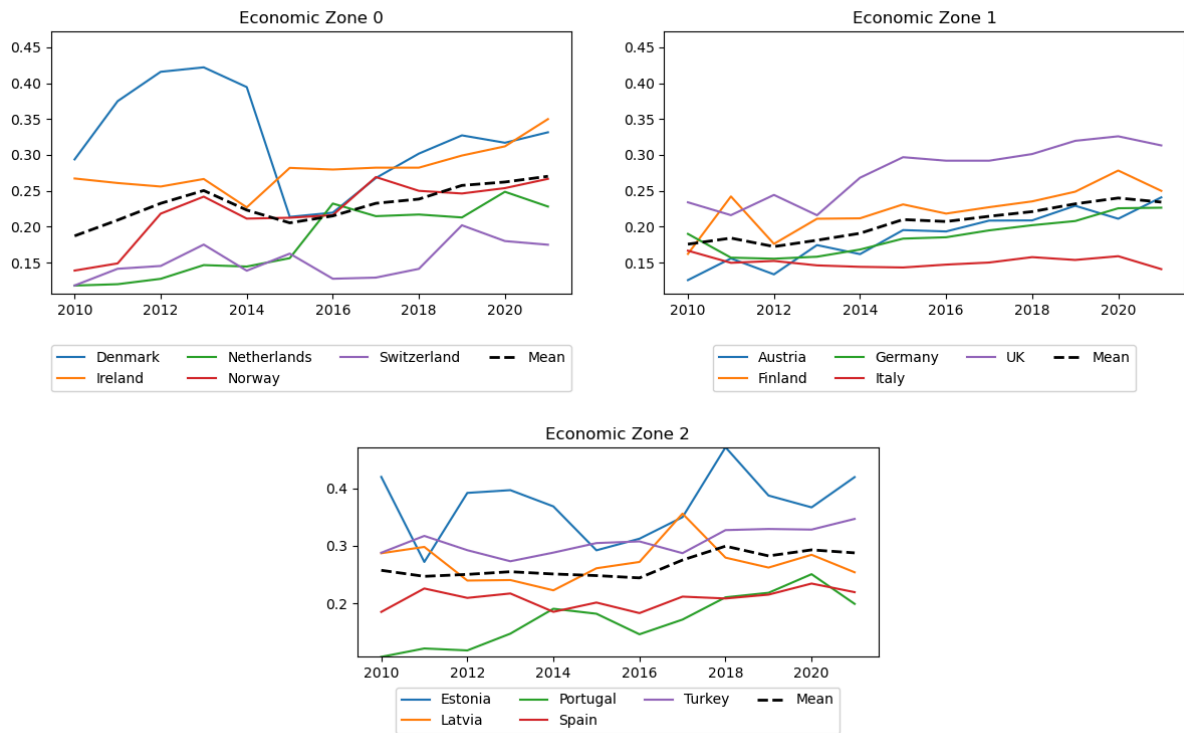 Economic Zone 0
0.45
0.40
0.35
0.30
0.25
0.20
0.15
2010 2012 2014 2016 2018 2020
Denmark Netherlands Switzerland Mean
Ireland Norway
Economic Zone 1
0.45
0.40
0.35
0.30
0.25
0.20
0.15
2010 2012 2014 2016 2018 2020
Austria Germany UK Mean
Finland Italy
Economic Zone 2
0.4
0.3
0.2
2010 2012 2014 2016 2018 2020
Estonia Portugal Turkey Mean
Latvia Spain